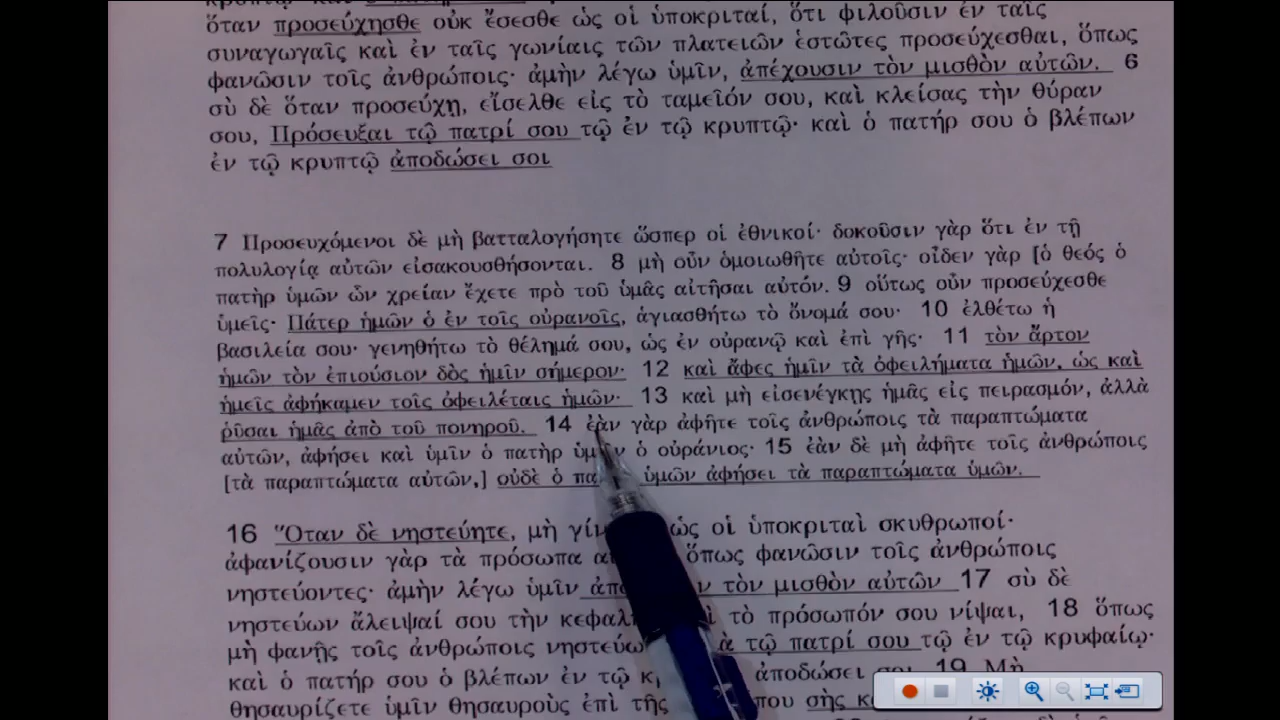 ὅταν προσεύχησθε οὐκ ἔσεσθε ὡς οἱ ὑποκριταί, ὅτι φιλοῦσιν ἐν ταῖς
συναγωγαῖς καὶ ἐν ταῖς γωνίαις τῶν πλατειῶν ἑστῶτες προσεύχεσθαι, ὅπως
φανῶσιν τοῖς ἀνθρώποις· ἀμὴν λέγω ὑμῖν, ἀπέχουσιν τὸν μισθὸν αὐτῶν. 6
σὺ δὲ ὅταν προσεύχῃ, εἴσελθε εἰς τὸ ταμεῖόν σου, καὶ κλείσας τὴν θύραν
σου, Πρόσευξαι τῷ πατρί σου τῷ ἐν τῷ κρυπτῷ· καὶ ὁ πατήρ σου ὁ βλέπων
ἐν τῷ κρυπτῷ ἀποδώσει σοι
7 Προσευχόμενοι δὲ μὴ βατταλογήσητε ὥσπερ οἱ ἐθνικοί· δοκοῦσιν γὰρ ὅτι ἐν τῇ
πολυλογίᾳ αὐτῶν εἰσακουσθήσονται. 8 μὴ οὖν ὁμοιωθῆτε αὐτοῖς· οἶδεν γὰρ [ὁ θεός ὁ
πατὴρ ὑμῶν ὧν χρείαν ἔχετε πρὸ τοῦ ὑμᾶς αἰτῆσαι αὐτόν. 9 οὕτως οὖν προσεύχεσθε
ὑμεῖς· Πάτερ ἡμῶν ὁ ἐν τοῖς οὐρανοῖς, ἁγιασθήτω τὸ ὄνομά σου· 10 ἐλθέτω ἡ
βασιλεία σου· γενηθήτω τὸ θέλημά σου, ὡς ἐν οὐρανῷ καὶ ἐπὶ γῆς· 11 τὸν ἄρτον
ἡμῶν τὸν ἐπιούσιον δὸς ἡμῖν σήμερον· 12 καὶ ἄφες ἡμῖν τὰ ὀφειλήματα ἡμῶν, ὡς καὶ
ἡμεῖς ἀφήκαμεν τοῖς ὀφειλέταις ἡμῶν· 13 καὶ μὴ εἰσενέγκῃς ἡμᾶς εἰς πειρασμόν, ἀλλὰ
ῥῦσαι ἡμᾶς ἀπὸ τοῦ πονηροῦ. 14 ἐὰν γὰρ ἀφῆτε τοῖς ἀνθρώποις τὰ παραπτώματα
αὐτῶν, ἀφήσει καὶ ὑμῖν ὁ πατὴρ ὑμῶν ὁ οὐράνιος· 15 ἐὰν δὲ μὴ ἀφῆτε τοῖς ἀνθρώποις
[τὰ παραπτώματα αὐτῶν,] οὐδὲ ὁ πα ὑμῶν ἀφήσει τὰ παραπτώματα ὑμῶν.
16 Ὅταν δὲ νηστεύητε, μὴ γίν ὡς οἱ ὑποκριταὶ σκυθρωποί·
ἀφανίζουσιν γὰρ τὰ πρόσωπα α ὅπως φανῶσιν τοῖς ἀνθρώποις
νηστεύοντες· ἀμὴν λέγω ὑμῖν ἀπ ν τὸν μισθὸν αὐτῶν 17 σὺ δὲ
νηστεύων ἄλειψαί σου τὴν κεφαλ ὶ τὸ πρόσωπόν σου νίψαι, 18 ὅπως
μὴ φανῇς τοῖς ἀνθρώποις νηστεύω ὰ τῷ πατρί σου τῷ ἐν τῷ κρυφαίῳ·
καὶ ὁ πατήρ σου ὁ βλέπων ἐν τῷ κ ἀποδώσει σοι. 19 Μὴ
θησαυρίζετε ὑμῖν θησαυροὺς ἐπὶ τῆς που σὴς